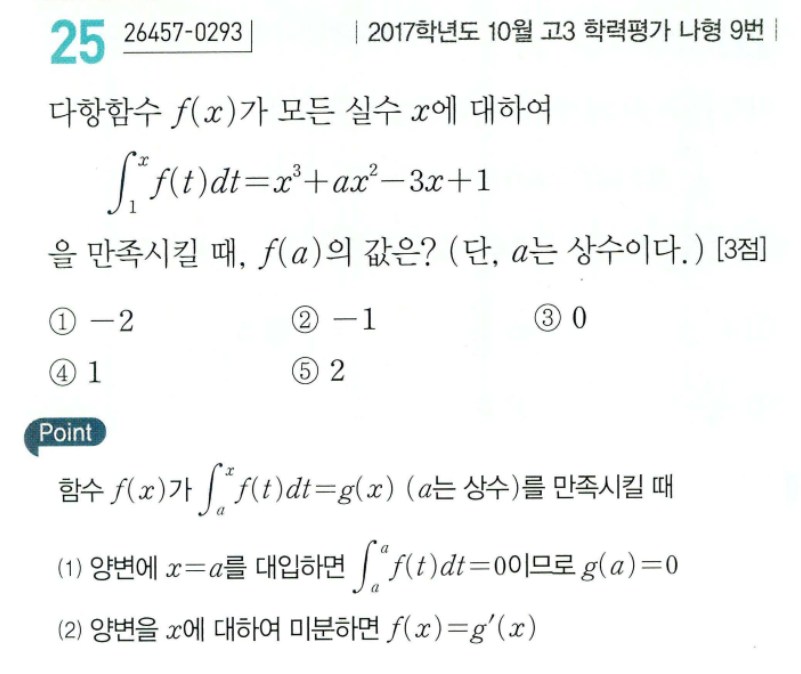 25 26457-0293 | 2017학년도 10월 고3 학력평가 나형 9번 |
다항함수 f(x)가 모든 실수 x에 대하여
∫₁ˣ f(t)dt=x³+ax²-3x+1
을 만족시킬 때, f(a)의 값은? (단, a는 상수이다.) [3점]
① -2 ② -1 ③ 0
④ 1 ⑤ 2
Point
함수 f(x)가 ∫ₐˣ f(t)dt=g(x) (a는 상수)를 만족시킬 때
(1) 양변에 x=a를 대입하면 ∫ₐᵃ f(t)dt=0이므로 g(a)=0
(2) 양변을 x에 대하여 미분하면 f(x)=g′(x)